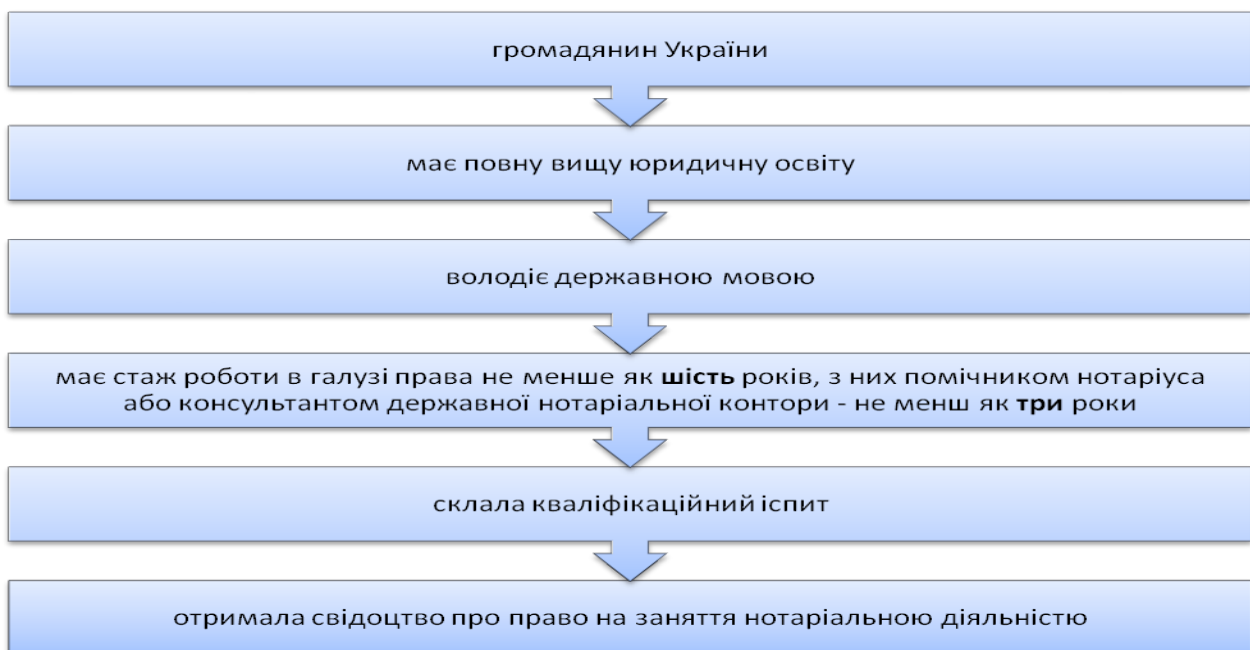 громадянин України
має повну вищу юридичну освіту
володіє державною мовою
має стаж роботи в галузі права не менше як шість років, з них помічником нотаріуса
або консультантом державної нотаріальної контори - не менш як три роки
склала кваліфікаційний іспит
отримала свідоцтво про право на заняття нотаріальною діяльністю